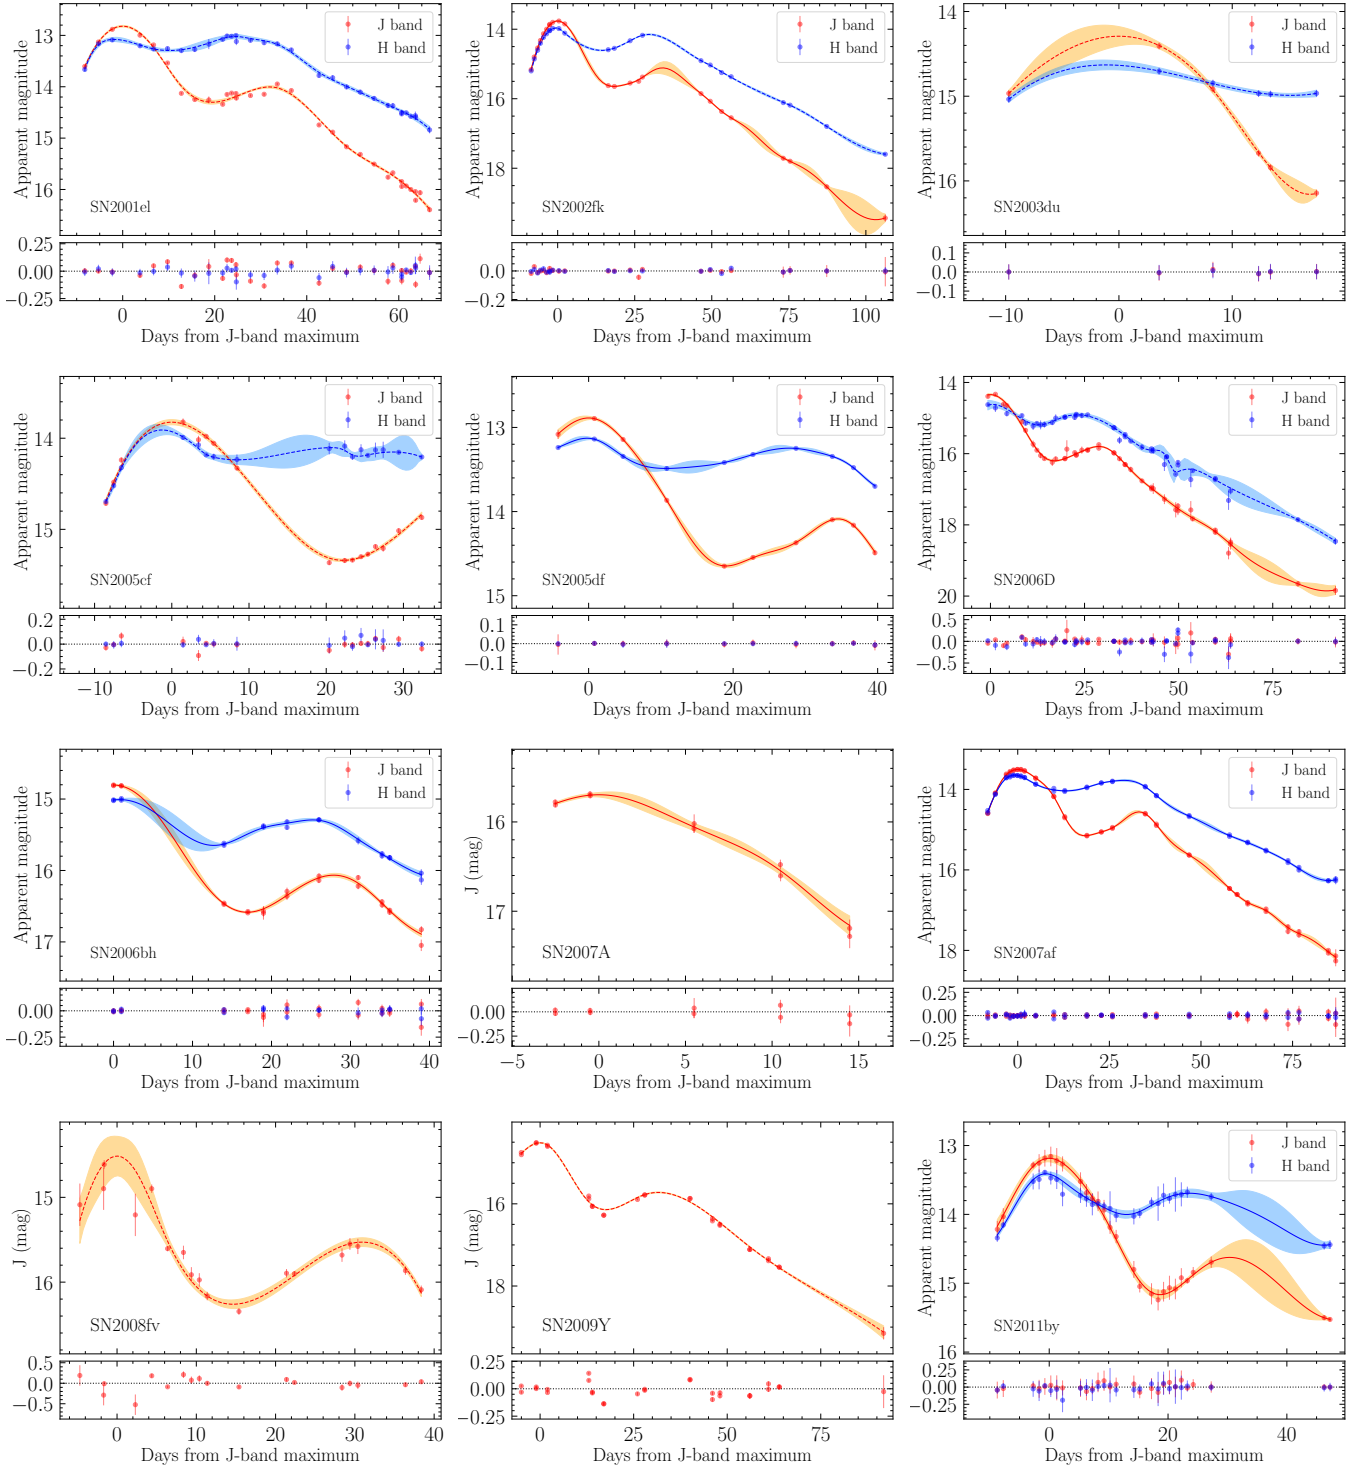 J band
H band
Apparent magnitude
13
14
15
16
SN2001el
0.25
0.00
−0.25
0
20
40
60
Days from J-band maximum
J band
H band
Apparent magnitude
14
16
18
SN2002fk
0.2
0.0
−0.2
0
25
50
75
100
Days from J-band maximum
J band
H band
Apparent magnitude
14
15
16
SN2003du
0.1
0.0
−0.1
−10
0
10
Days from J-band maximum
J band
H band
Apparent magnitude
14
15
SN2005cf
0.2
0.0
−0.2
−10
0
10
20
30
Days from J-band maximum
J band
H band
Apparent magnitude
13
14
15
SN2005df
0.1
0.0
−0.1
0
20
40
Days from J-band maximum
J band
H band
Apparent magnitude
14
16
18
20
SN2006D
0.5
0.0
−0.5
0
25
50
75
Days from J-band maximum
J band
H band
Apparent magnitude
15
16
17
SN2006bh
0.00
−0.25
0
10
20
30
40
Days from J-band maximum
J (mag)
16
17
SN2007A
0.00
−0.25
−5
0
5
10
15
Days from J-band maximum
J band
H band
Apparent magnitude
14
16
18
SN2007af
0.25
0.00
−0.25
0
25
50
75
Days from J-band maximum
J (mag)
15
16
SN2008fv
0.5
0.0
−0.5
0
10
20
30
40
Days from J-band maximum
J (mag)
16
18
SN2009Y
0.25
0.00
−0.25
0
25
50
75
Days from J-band maximum
J band
H band
Apparent magnitude
13
14
15
16
SN2011by
0.25
0.00
−0.25
0
20
40
Days from J-band maximum